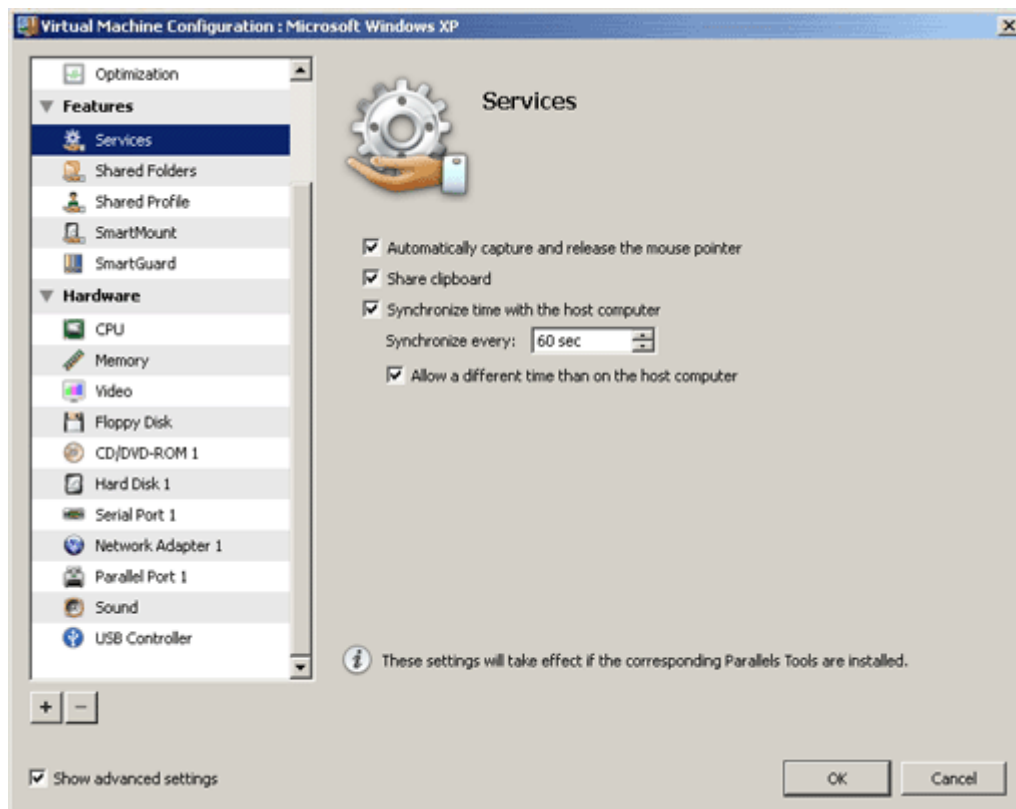 Virtual Machine Configuration : Microsoft Windows XP
Optimization
Features
Services
Shared Folders
Shared Profile
SmartMount
SmartGuard
Hardware
CPU
Memory
Video
Floppy Disk
CD/DVD-ROM 1
Hard Disk 1
Serial Port 1
Network Adapter 1
Parallel Port 1
Sound
USB Controller
Services
Automatically capture and release the mouse pointer
Share clipboard
Synchronize time with the host computer
Synchronize every: 60 sec
Allow a different time than on the host computer
These settings will take effect if the corresponding Parallels Tools are installed.
Show advanced settings
OK
Cancel